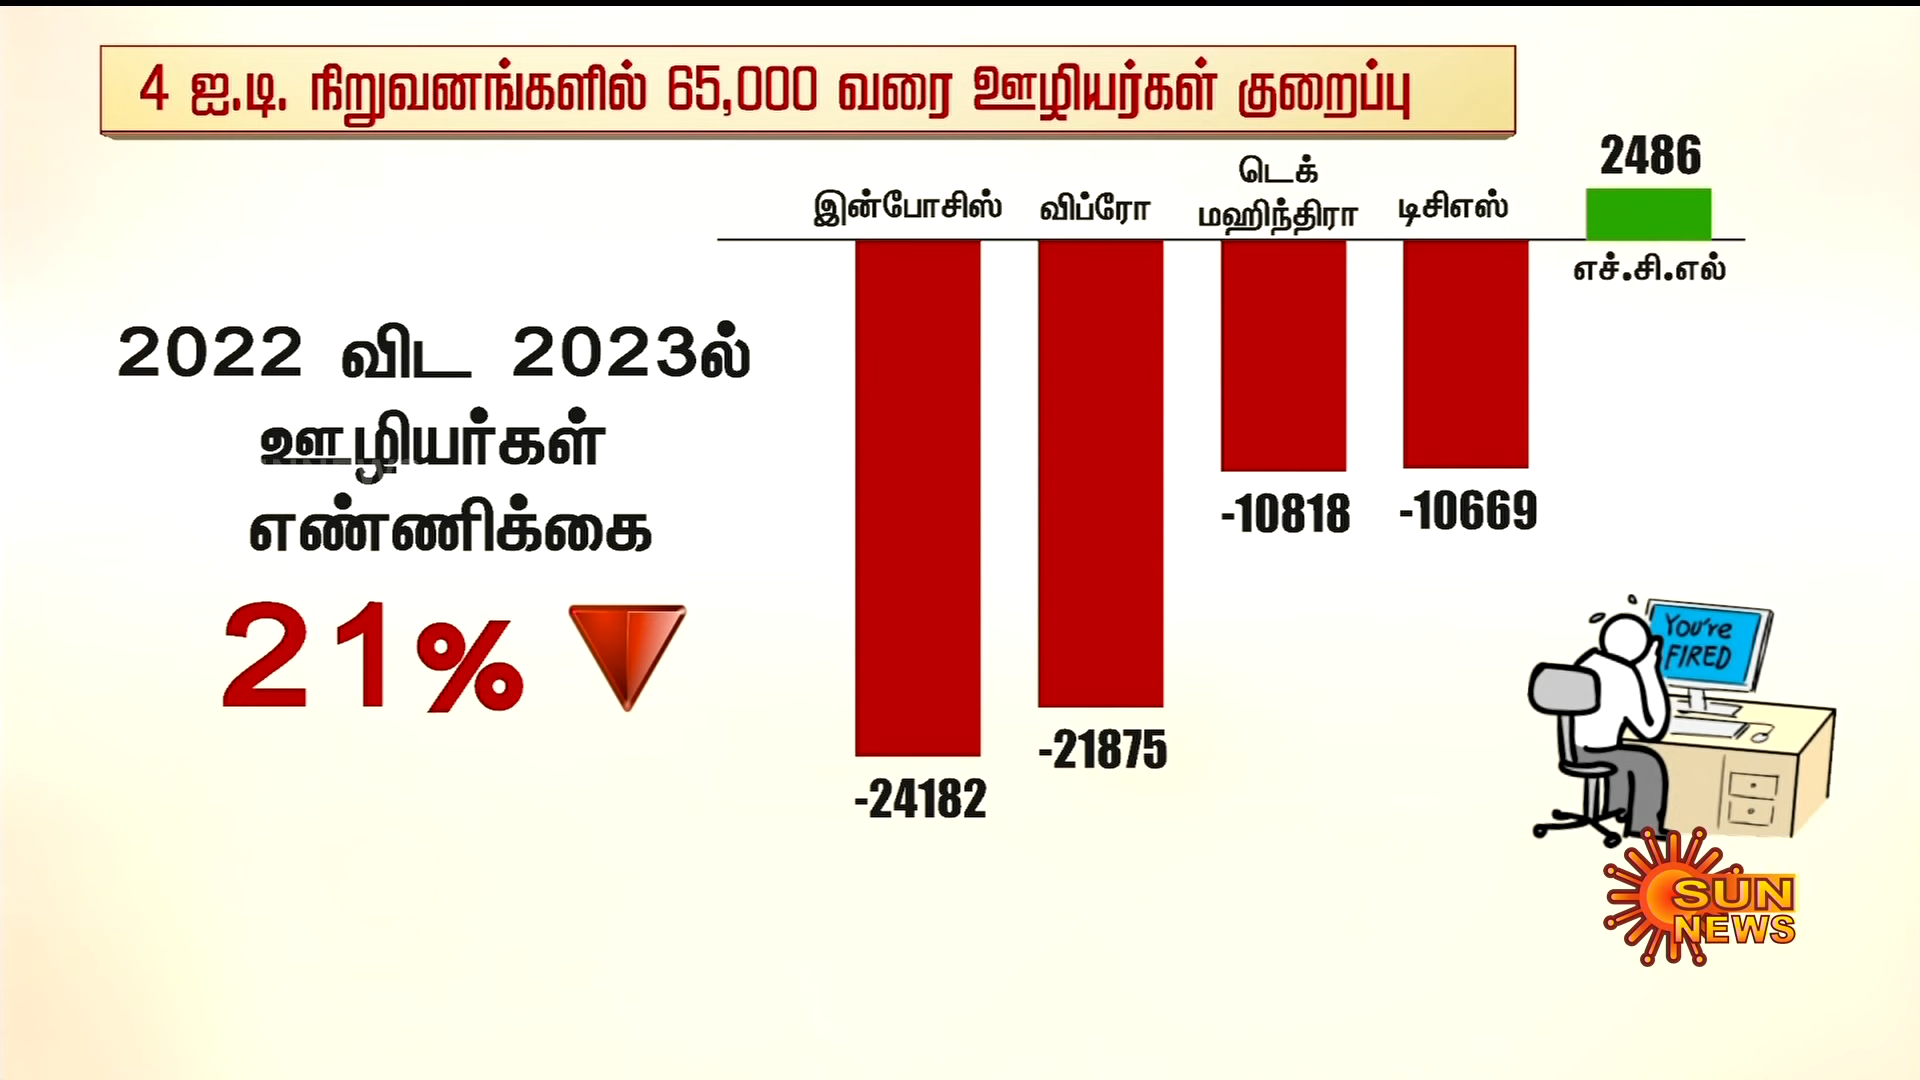 4 ஐ.டி. நிறுவனங்களில் 65,000 வரை ஊழியர்கள் குறைப்பு
2022 விட 2023ல்
ஊழியர்கள்
எண்ணிக்கை
21%
இன்போசிஸ்
-24182
விப்ரோ
-21875
டெக்
மஹிந்திரா
-10818
டிசிஎஸ்
-10669
2486
எச்.சி.எல்
You're
FIRED
SUN
NEWS